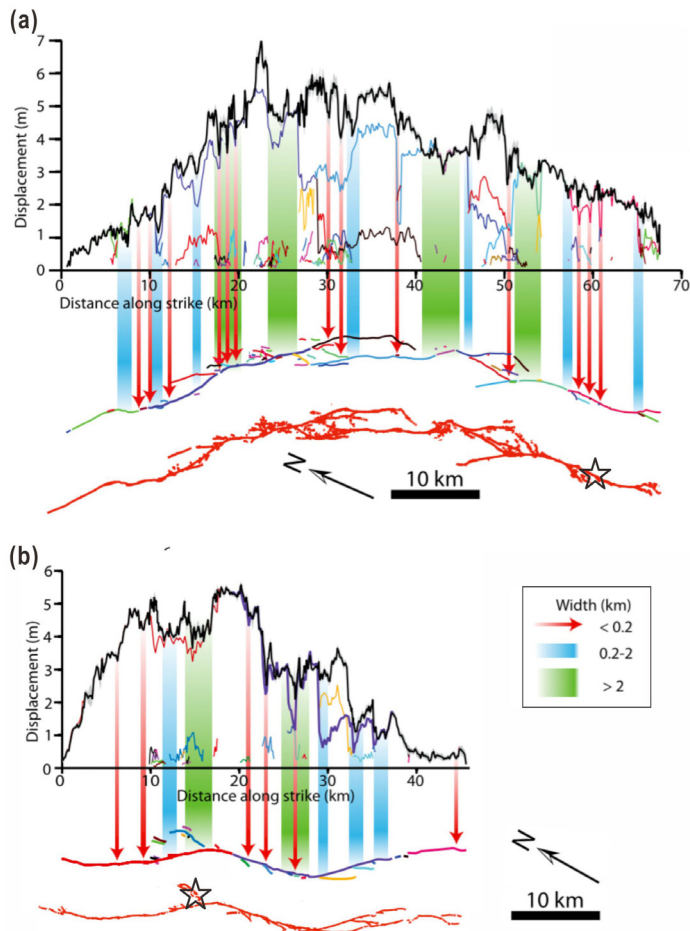 (a)
7
6
5
4
3
2
1
0
Displacement (m)
0 10 20 30 40 50 60 70
Distance along strike (km)
N
10 km
(b)
6
5
4
3
2
1
0
Displacement (m)
0 10 20 30 40
Distance along strike (km)
Width (km)
< 0.2
0.2-2
> 2
N
10 km